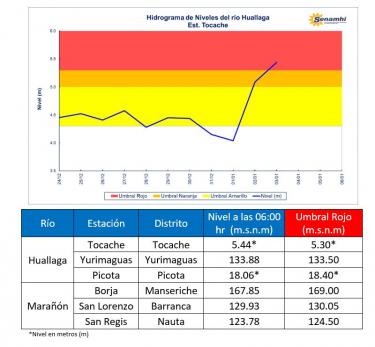 Hidrograma de Niveles del río Huallaga
Est. Tocache
Senamhi
Nivel (m)
6.0
5.5
5.0
4.5
4.0
3.5
24/12
25/12
26/12
27/12
28/12
29/12
30/12
31/12
01/01
02/01
03/01
04/01
05/01
06/01
Umbral Rojo Umbral Naranja Umbral Amarillo Nivel (m)
Río Estación Distrito Nivel a las 06:00 hr (m.s.n.m) Umbral Rojo (m.s.n.m)
Huallaga Tocache Tocache 5.44* 5.30*
Yurimaguas Yurimaguas 133.88 133.50
Picota Picota 18.06* 18.40*
Marañón Borja Manseriche 167.85 169.00
San Lorenzo Barranca 129.93 130.05
San Regis Nauta 123.78 124.50
*Nivel en metros (m)